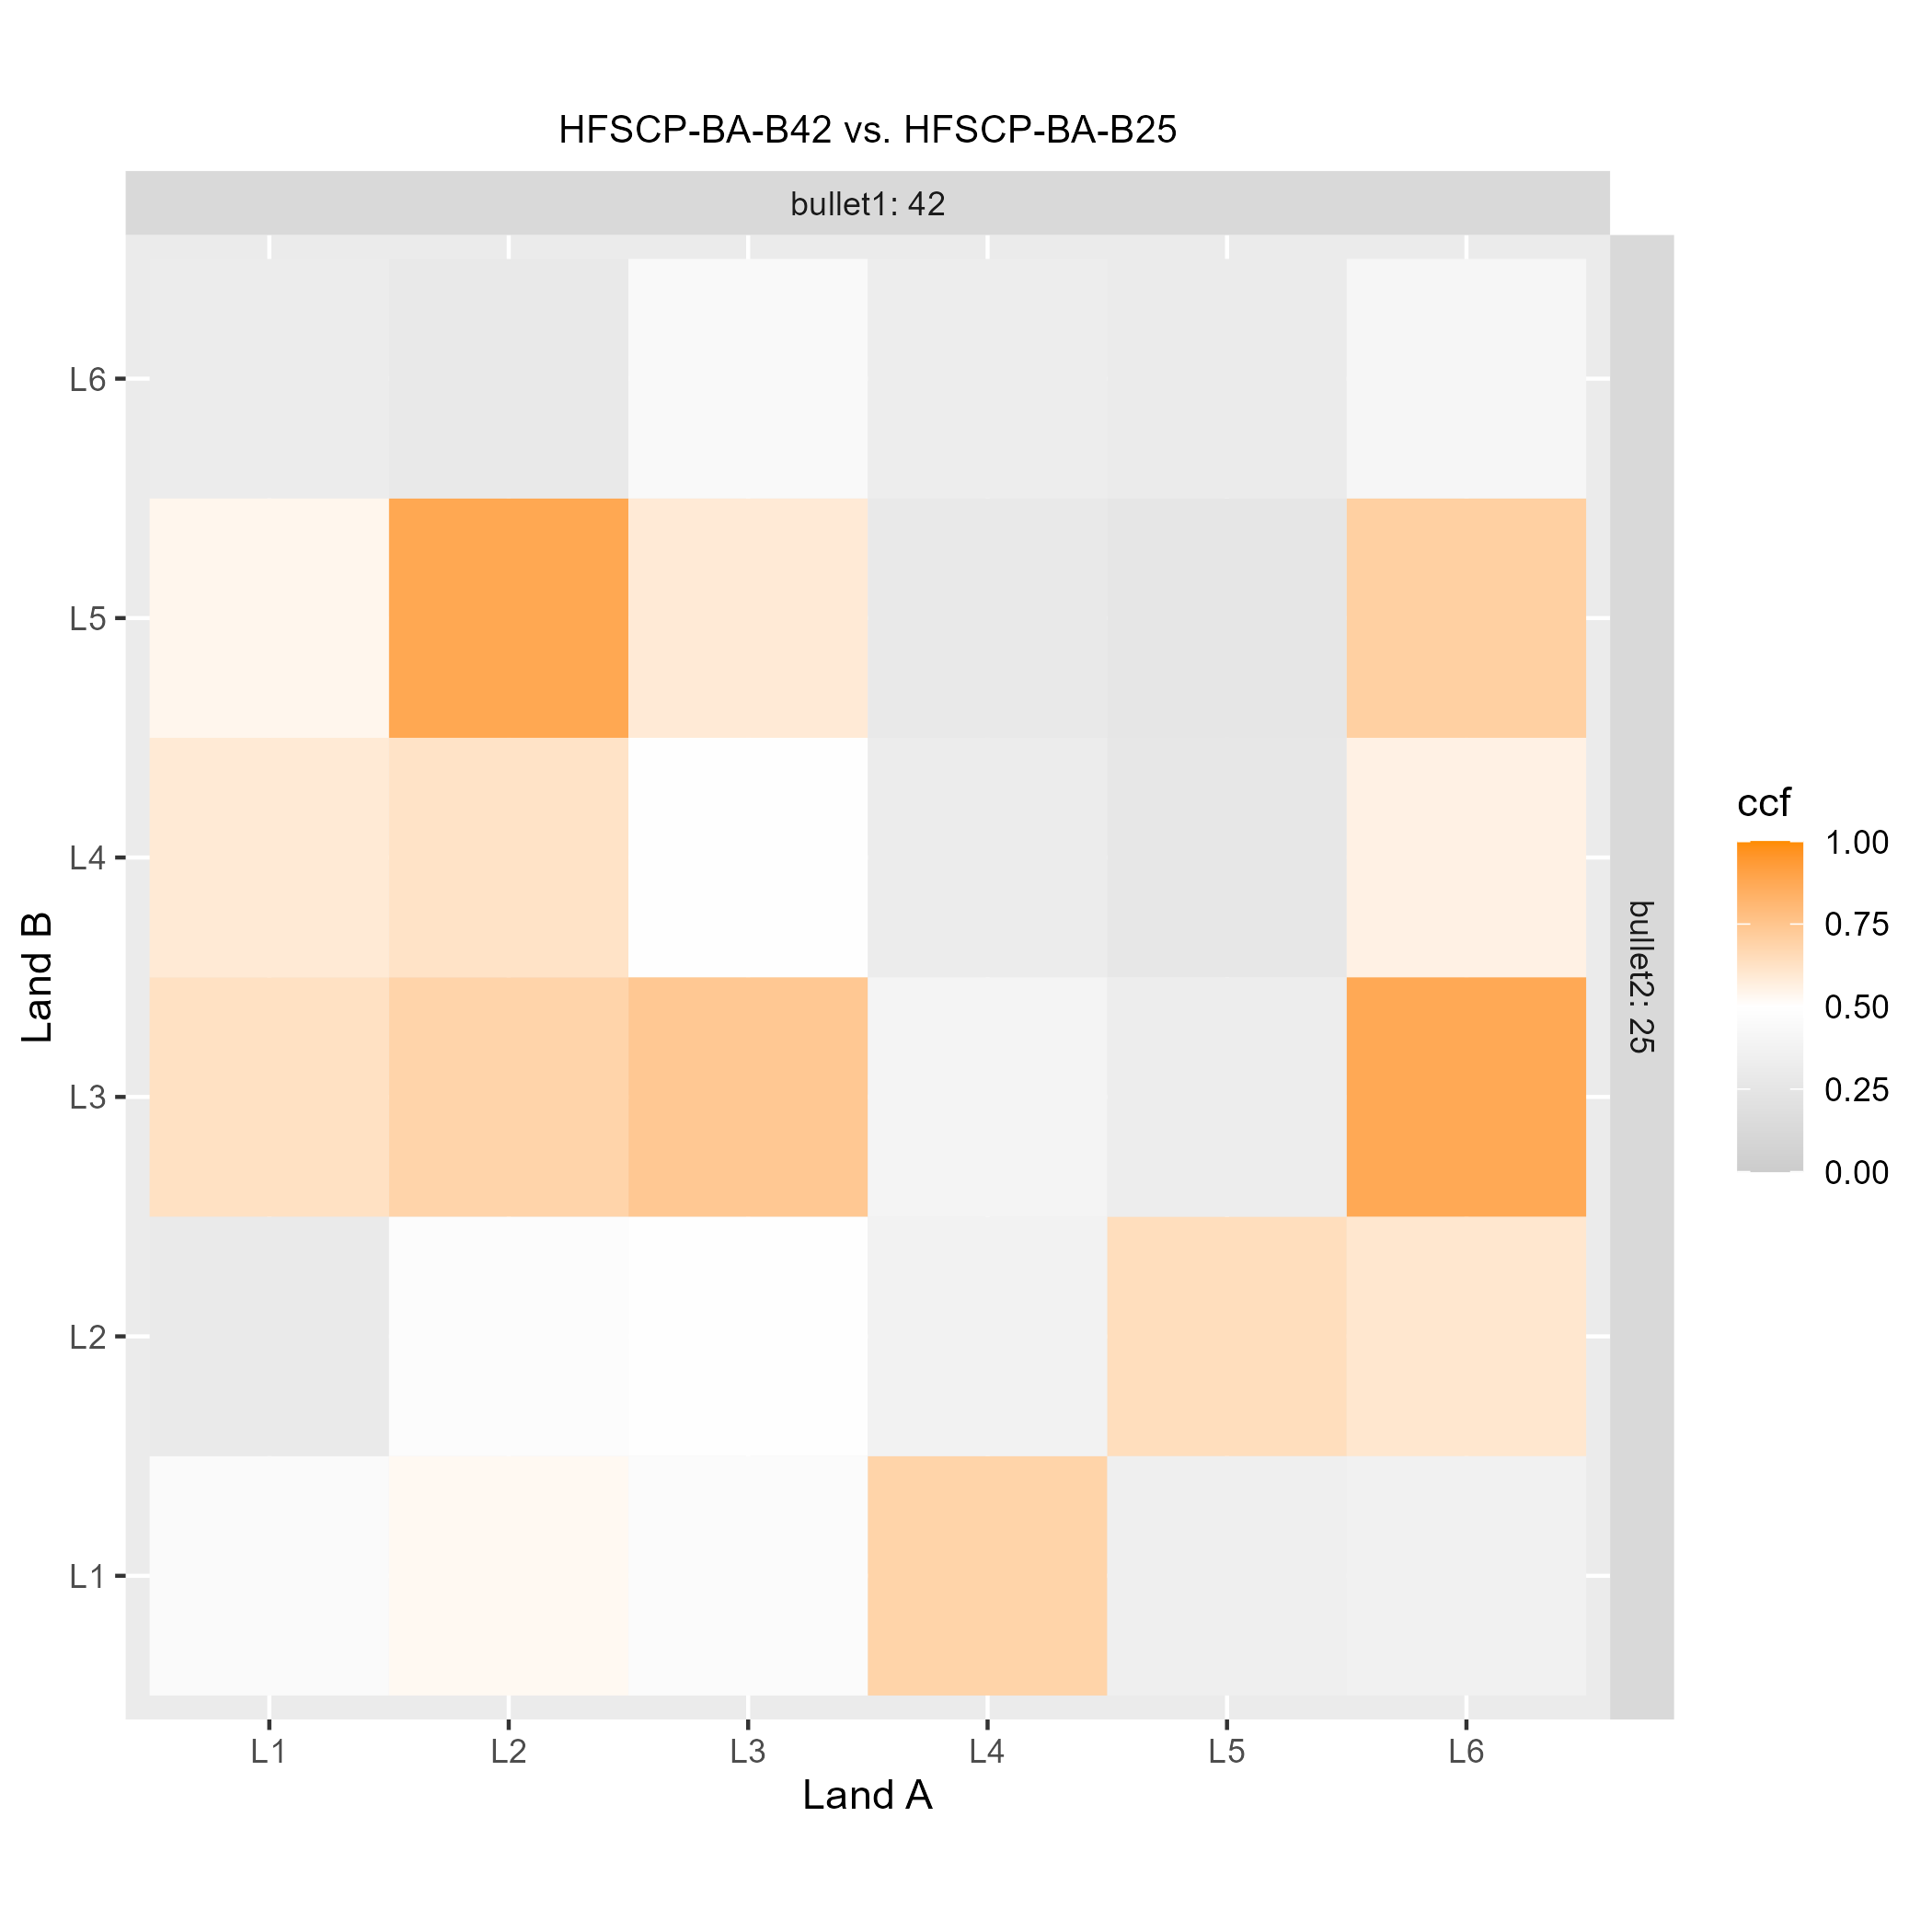 HFSCP-BA-B42 vs. HFSCP-BA-B25
bullet1: 42
L6
L5
L4
L3
L2
L1
Land B
bullet2: 25
L1 L2 L3 L4 L5 L6
Land A
ccf
1.00
0.75
0.50
0.25
0.00